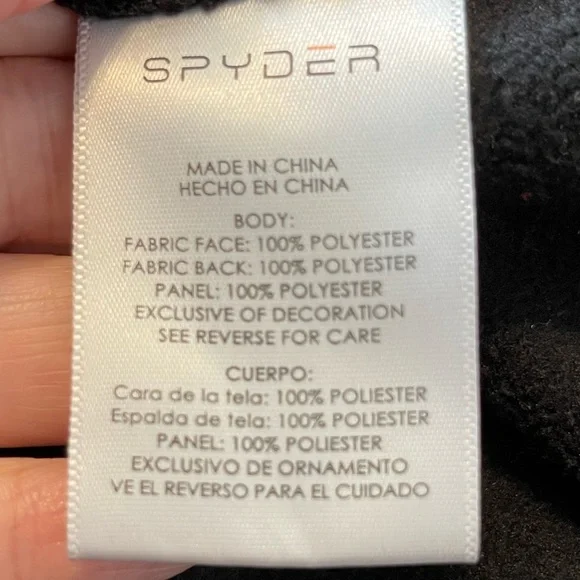 SPYDER
MADE IN CHINA
HECHO EN CHINA
BODY:
FABRIC FACE: 100% POLYESTER
FABRIC BACK: 100% POLYESTER
PANEL: 100% POLYESTER
EXCLUSIVE OF DECORATION
SEE REVERSE FOR CARE
CUERPO:
Cara de la tela: 100% POLIESTER
Espalda de tela: 100% POLIESTER
PANEL: 100% POLIESTER
EXCLUSIVO DE ORNAMENTO
VE EL REVERSO PARA EL CUIDADO